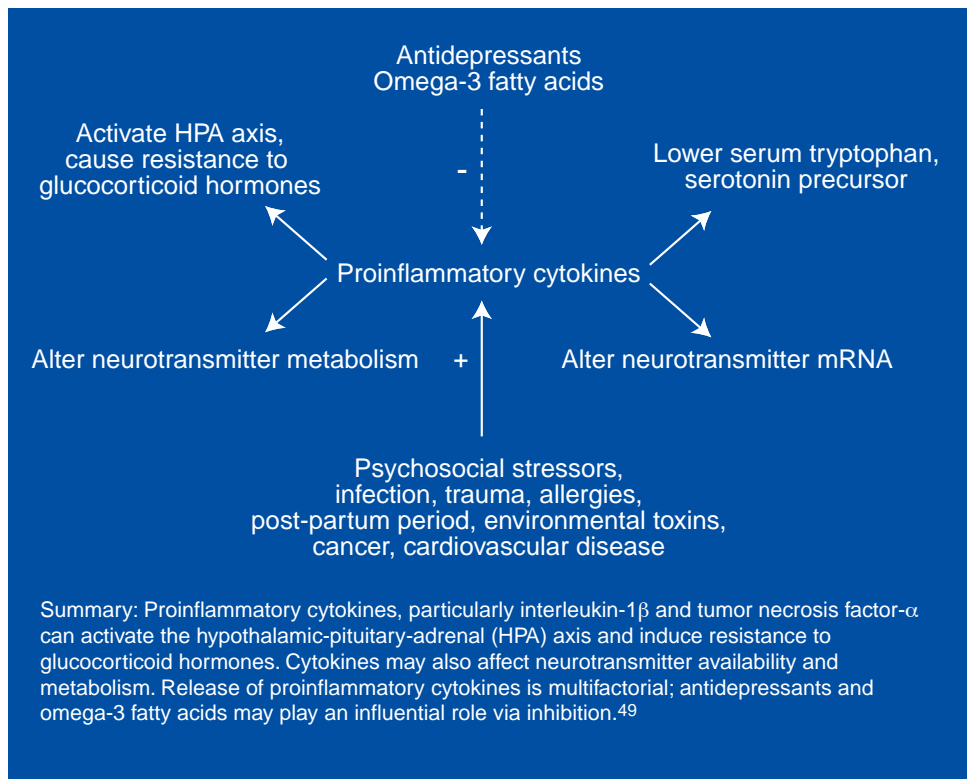 Antidepressants
Omega-3 fatty acids
Activate HPA axis,
cause resistance to
glucocorticoid hormones
-
Lower serum tryptophan,
serotonin precursor
Proinflammatory cytokines
Alter neurotransmitter metabolism
+
Alter neurotransmitter mRNA
Psychosocial stressors,
infection, trauma, allergies,
post-partum period, environmental toxins,
cancer, cardiovascular disease
Summary: Proinflammatory cytokines, particularly interleukin-1β and tumor necrosis factor-α
can activate the hypothalamic-pituitary-adrenal (HPA) axis and induce resistance to
glucocorticoid hormones. Cytokines may also affect neurotransmitter availability and
metabolism. Release of proinflammatory cytokines is multifactorial; antidepressants and
omega-3 fatty acids may play an influential role via inhibition.49